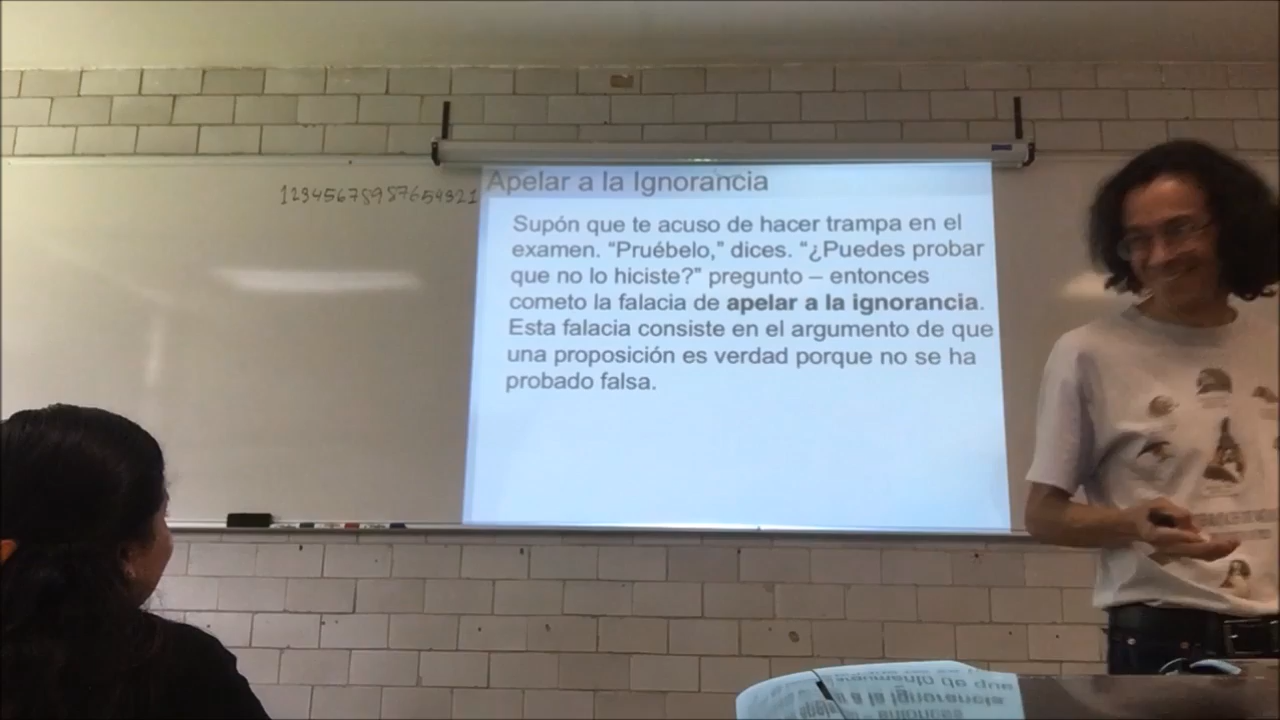 12345678987654321
Apelar a la Ignorancia
Supón que te acuso de hacer trampa en el
examen. “Pruébelo,” dices. “¿Puedes probar
que no lo hiciste?” pregunto – entonces
cometo la falacia de apelar a la ignorancia.
Esta falacia consiste en el argumento de que
una proposición es verdad porque no se ha
probado falsa.